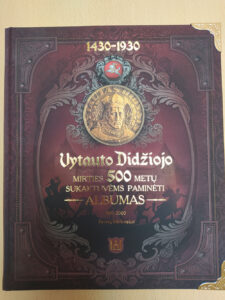 1430-1930
Vytauto Didžiojo
MIRTIES 500 METŲ
SUKAKTUVĖMS PAMINĖTI
ALBUMAS